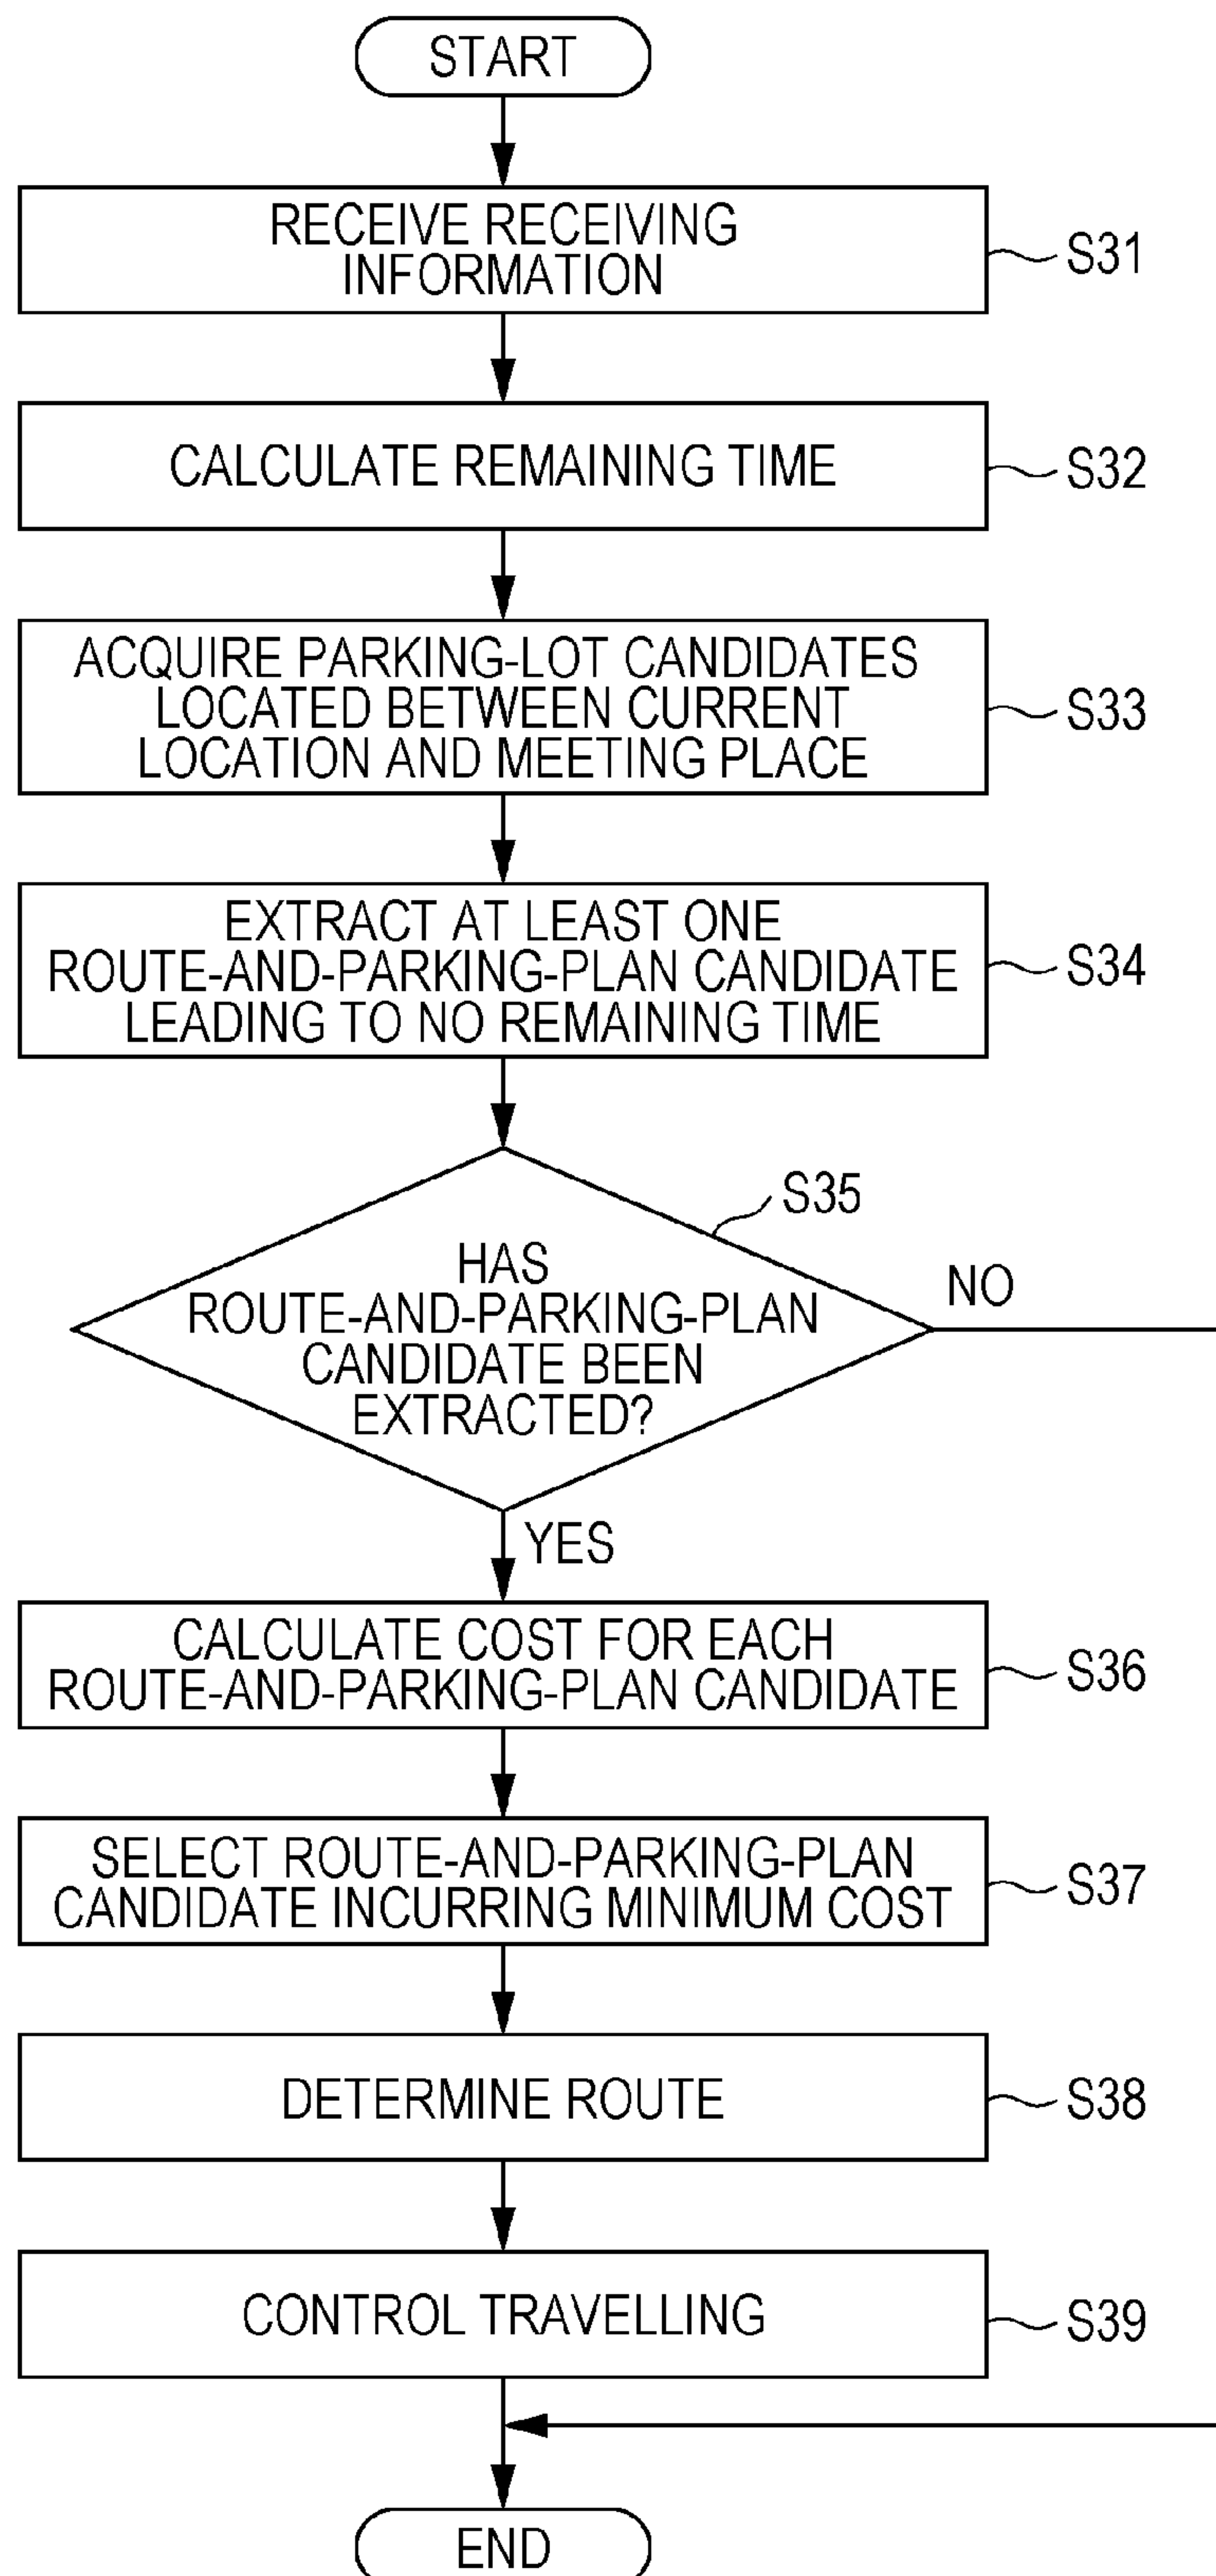 START
RECEIVE RECEIVING
INFORMATION
S31
CALCULATE REMAINING TIME
S32
ACQUIRE PARKING-LOT CANDIDATES
LOCATED BETWEEN CURRENT
LOCATION AND MEETING PLACE
S33
EXTRACT AT LEAST ONE
ROUTE-AND-PARKING-PLAN CANDIDATE
LEADING TO NO REMAINING TIME
S34
S35
HAS
ROUTE-AND-PARKING-PLAN
CANDIDATE BEEN
EXTRACTED?
NO
YES
CALCULATE COST FOR EACH
ROUTE-AND-PARKING-PLAN CANDIDATE
S36
SELECT ROUTE-AND-PARKING-PLAN
CANDIDATE INCURRING MINIMUM COST
S37
DETERMINE ROUTE
S38
CONTROL TRAVELLING
S39
END